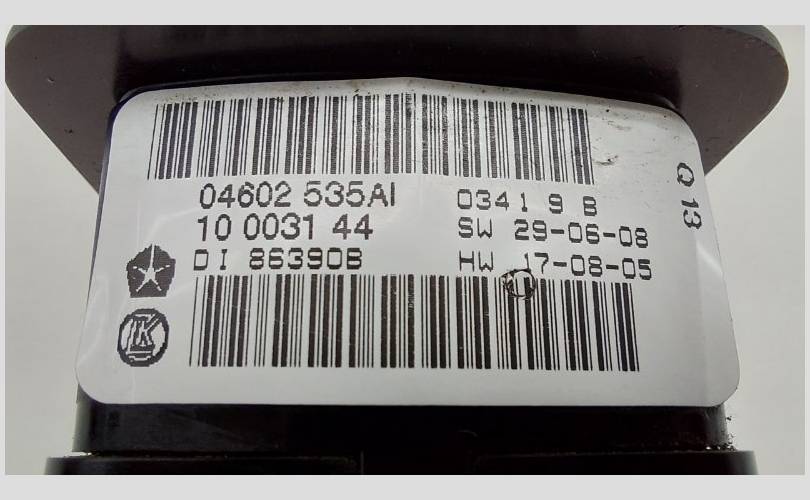 04602 535AI
0341 9 B
10 0031 44
SW 29-06-08
DI 86390B
HW 17-08-05
Q 13
K